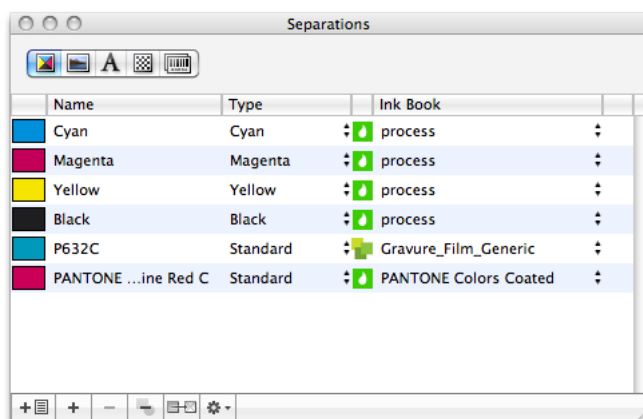 Separations
A
Name Type Ink Book
Cyan Cyan process
Magenta Magenta process
Yellow Yellow process
Black Black process
P632C Standard Gravure_Film_Generic
PANTONE ...ine Red C Standard PANTONE Colors Coated